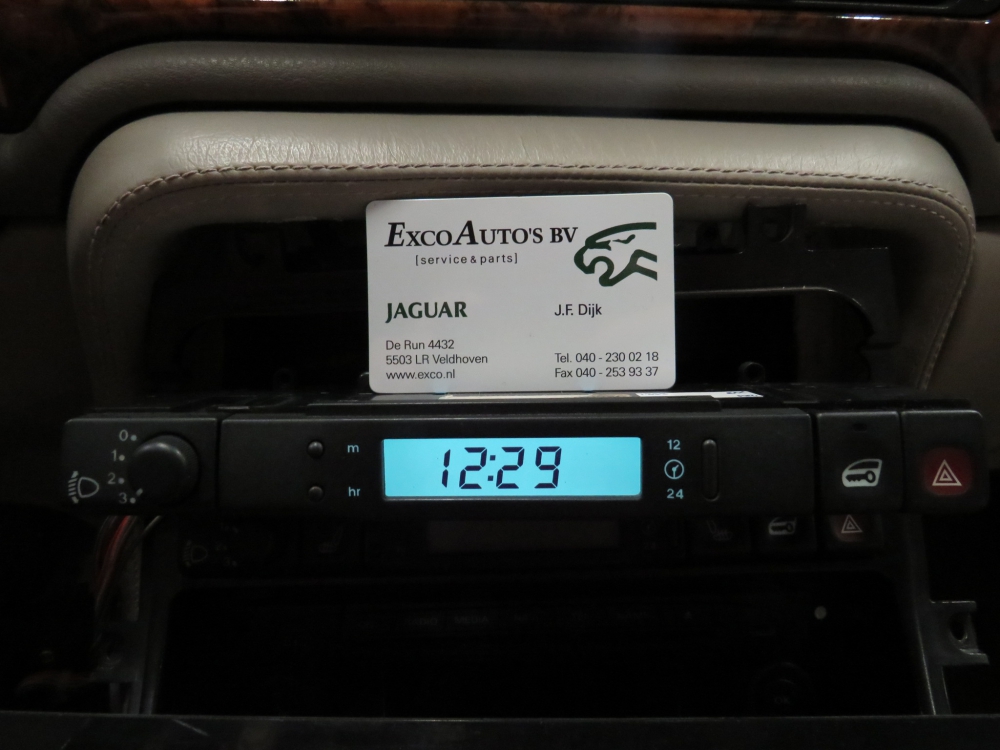 EXCOAUTO'S BV
[service & parts]
JAGUAR
J.F. Dijk
De Run 4432
5503 LR Veldhoven
www.exco.nl
Tel. 040 - 230 02 18
Fax 040 - 253 93 37
0
1
2
3
m
hr
12:29
12
24